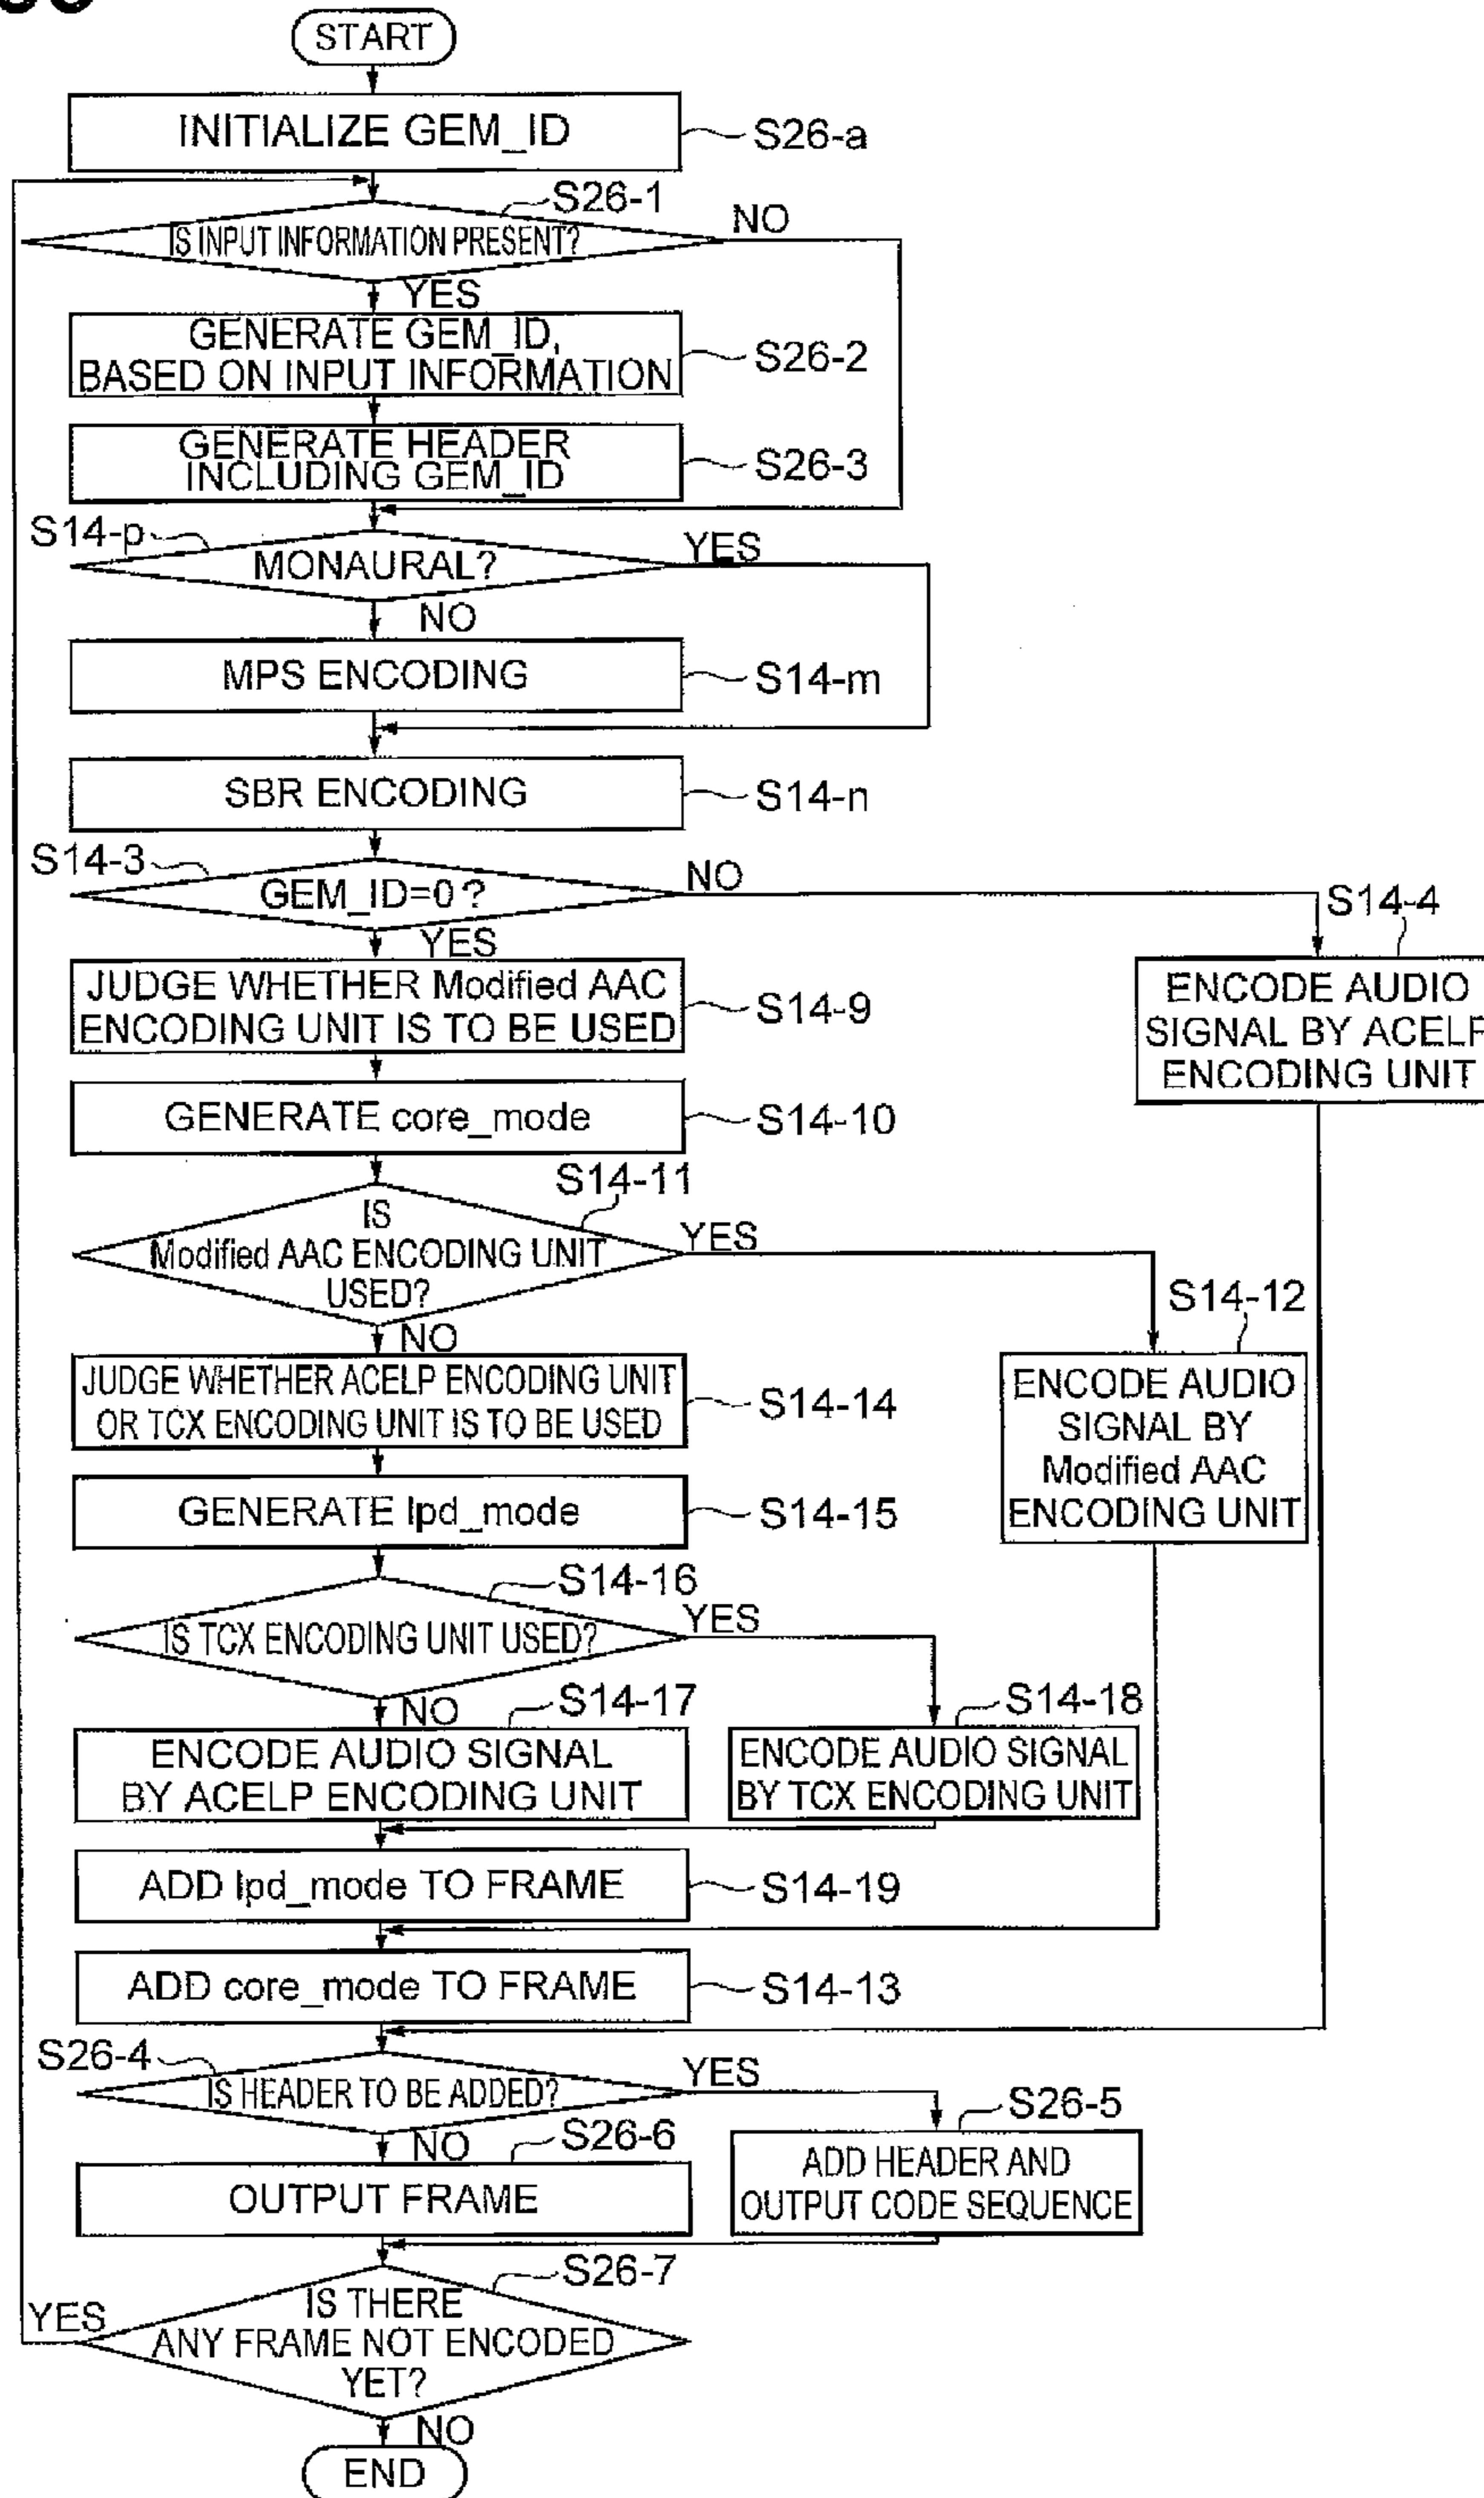 START
INITIALIZE GEM_ID
S26-a
S26-1
IS INPUT INFORMATION PRESENT?
NO
YES
GENERATE GEM_ID,
BASED ON INPUT INFORMATION
S26-2
GENERATE HEADER
INCLUDING GEM_ID
S26-3
S14-p
MONAURAL?
YES
NO
MPS ENCODING
S14-m
SBR ENCODING
S14-n
S14-3
GEM_ID=0?
NO
YES
S14-4
ENCODE AUDIO
SIGNAL BY ACELP
ENCODING UNIT
JUDGE WHETHER Modified AAC
ENCODING UNIT IS TO BE USED
S14-9
GENERATE core_mode
S14-10
S14-11
IS
Modified AAC ENCODING UNIT
USED?
YES
NO
S14-12
ENCODE AUDIO
SIGNAL BY
Modified AAC
ENCODING UNIT
JUDGE WHETHER ACELP ENCODING UNIT
OR TCX ENCODING UNIT IS TO BE USED
S14-14
GENERATE lpd_mode
S14-15
S14-16
IS TCX ENCODING UNIT USED?
YES
NO
S14-17
ENCODE AUDIO SIGNAL
BY ACELP ENCODING UNIT
S14-18
ENCODE AUDIO SIGNAL
BY TCX ENCODING UNIT
ADD lpd_mode TO FRAME
S14-19
ADD core_mode TO FRAME
S14-13
S26-4
IS HEADER TO BE ADDED?
YES
NO
S26-6
OUTPUT FRAME
S26-5
ADD HEADER AND
OUTPUT CODE SEQUENCE
S26-7
IS THERE
ANY FRAME NOT ENCODED
YET?
YES
NO
END